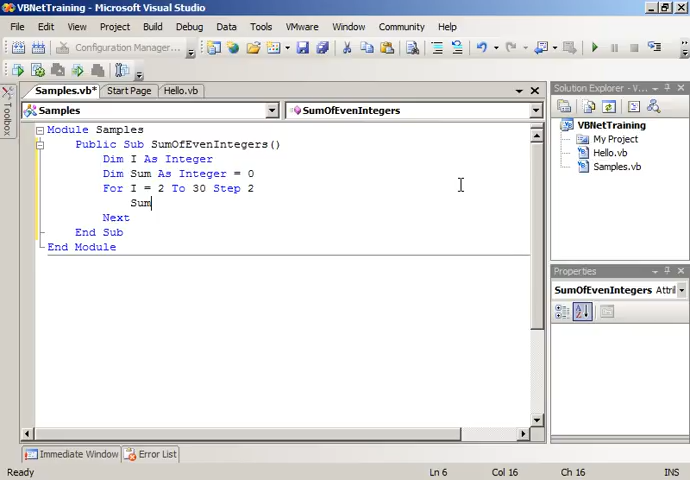 VBNetTraining - Microsoft Visual Studio
File Edit View Project Build Debug Data Tools VMware Window Community Help
Configuration Manager...
Samples.vb* Start Page Hello.vb
Samples SumOfEvenIntegers
Toolbox
Module Samples
Public Sub SumOfEvenIntegers()
Dim I As Integer
Dim Sum As Integer = 0
For I = 2 To 30 Step 2
Sum
Next
End Sub
End Module
Solution Explorer - V...
VBNetTraining
My Project
Hello.vb
Samples.vb
Properties
SumOfEvenIntegers Attri
Immediate Window Error List
Ready Ln 6 Col 16 Ch 16 INS